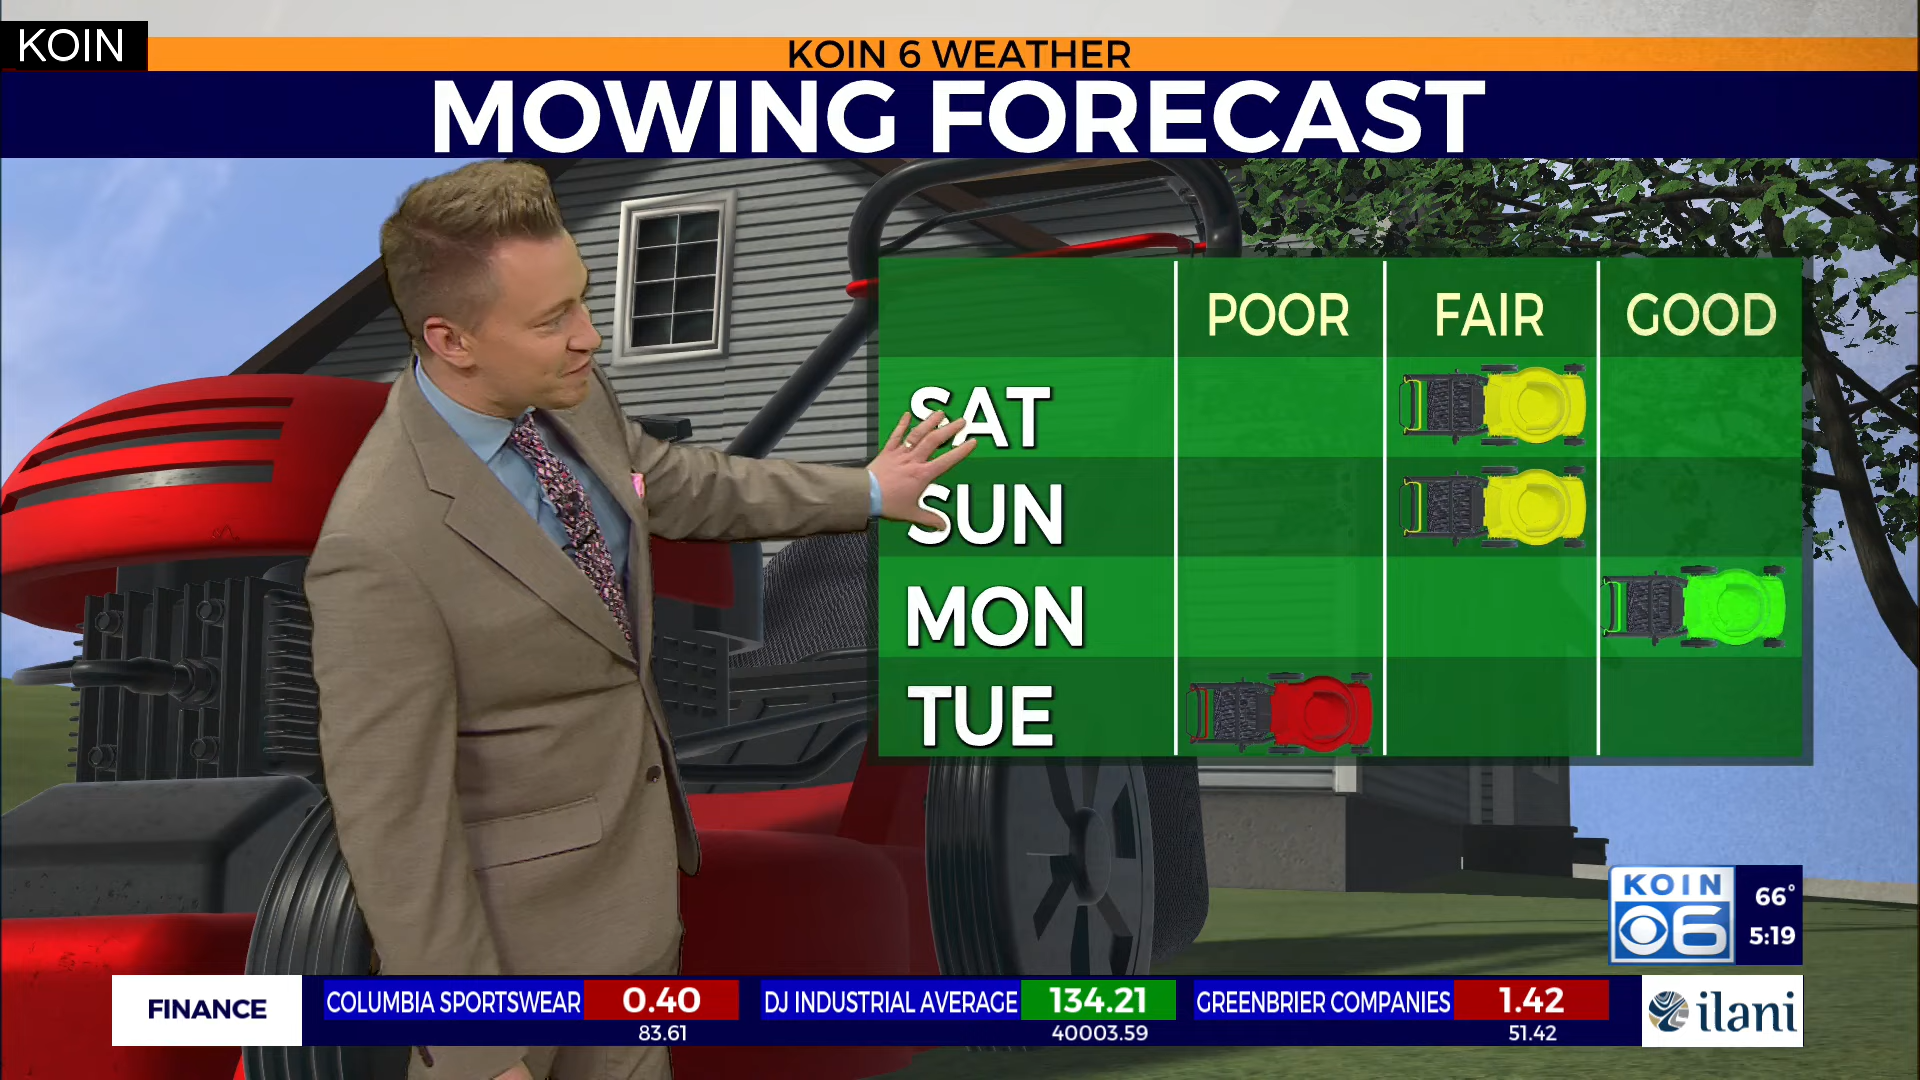 KOIN
KOIN 6 WEATHER
MOWING FORECAST
POOR FAIR GOOD
SAT
SUN
MON
TUE
KOIN
6
66°
5:19
FINANCE
COLUMBIA SPORTSWEAR 0.40
83.61
DJ INDUSTRIAL AVERAGE 134.21
40003.59
GREENBRIER COMPANIES 1.42
51.42
ilani